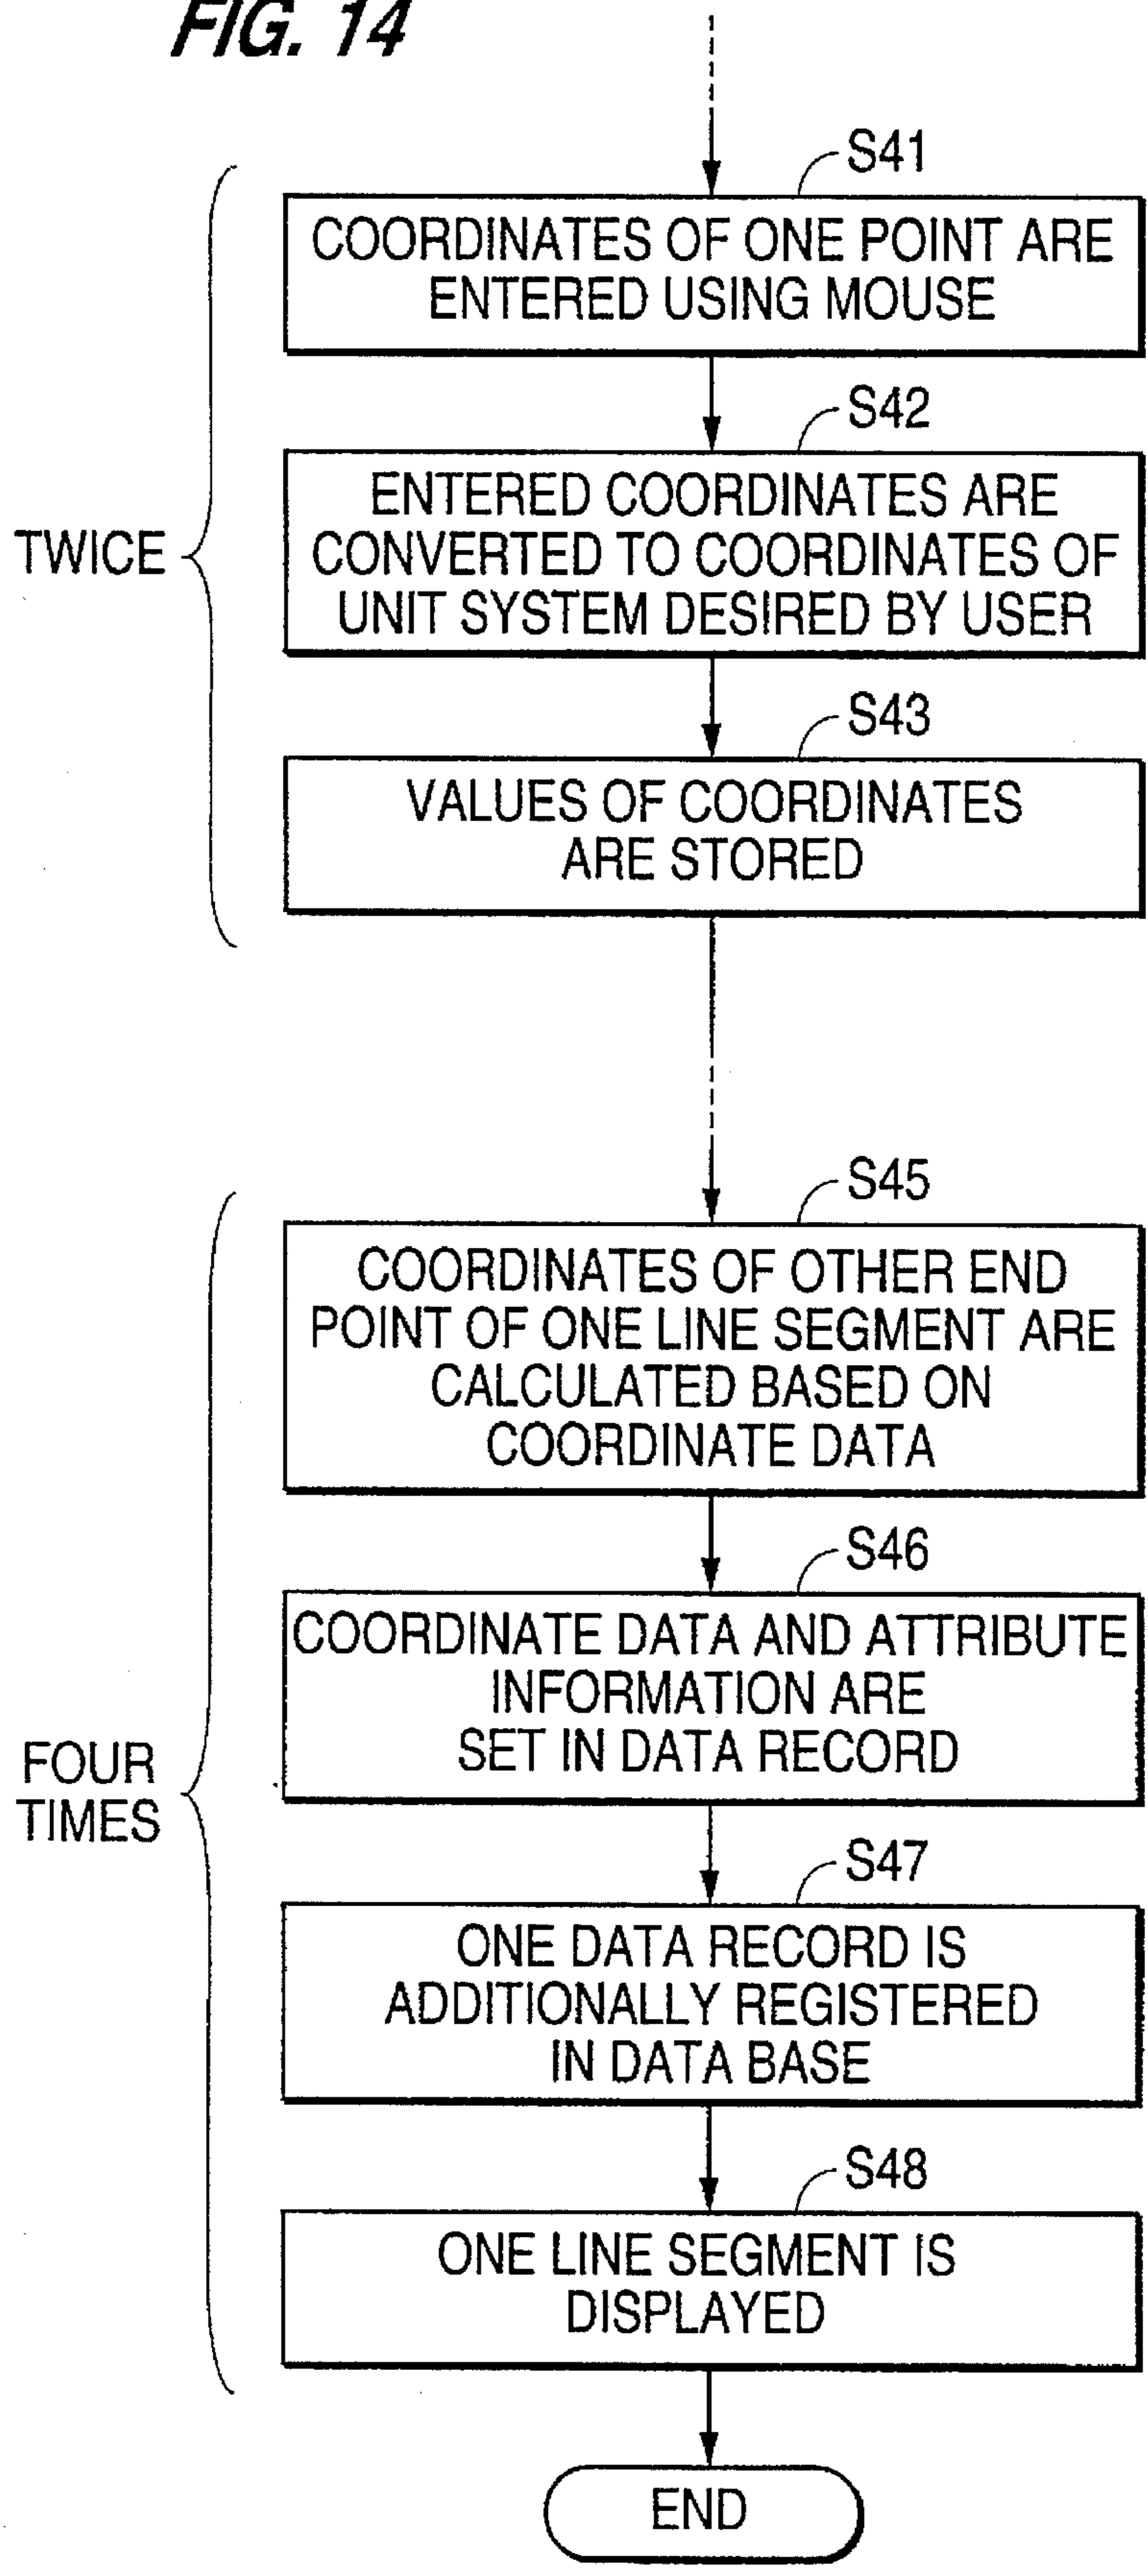 FIG. 14
S41
COORDINATES OF ONE POINT ARE
ENTERED USING MOUSE
S42
ENTERED COORDINATES ARE
CONVERTED TO COORDINATES OF
UNIT SYSTEM DESIRED BY USER
TWICE
S43
VALUES OF COORDINATES
ARE STORED
S45
COORDINATES OF OTHER END
POINT OF ONE LINE SEGMENT ARE
CALCULATED BASED ON
COORDINATE DATA
S46
COORDINATE DATA AND ATTRIBUTE
INFORMATION ARE
SET IN DATA RECORD
FOUR
TIMES
S47
ONE DATA RECORD IS
ADDITIONALLY REGISTERED
IN DATA BASE
S48
ONE LINE SEGMENT IS
DISPLAYED
END